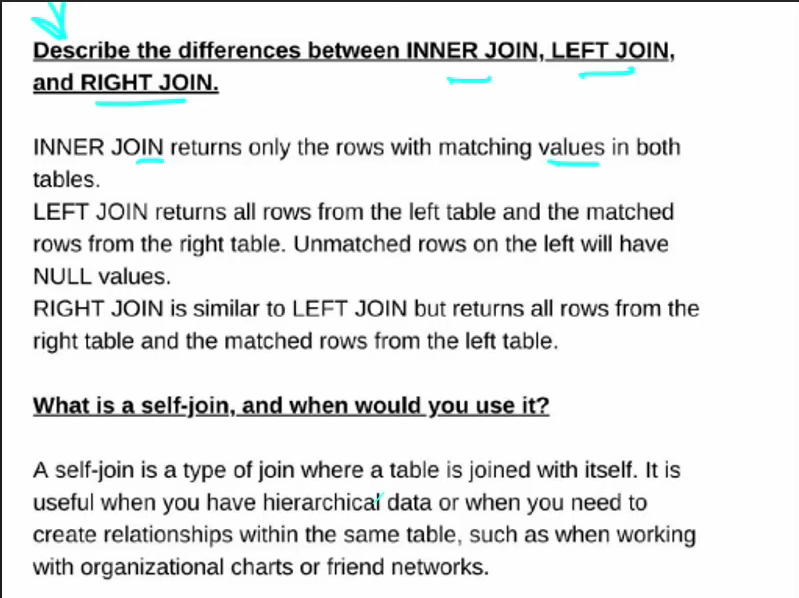 Describe the differences between INNER JOIN, LEFT JOIN,
and RIGHT JOIN.
INNER JOIN returns only the rows with matching values in both
tables.
LEFT JOIN returns all rows from the left table and the matched
rows from the right table. Unmatched rows on the left will have
NULL values.
RIGHT JOIN is similar to LEFT JOIN but returns all rows from the
right table and the matched rows from the left table.
What is a self-join, and when would you use it?
A self-join is a type of join where a table is joined with itself. It is
useful when you have hierarchical data or when you need to
create relationships within the same table, such as when working
with organizational charts or friend networks.